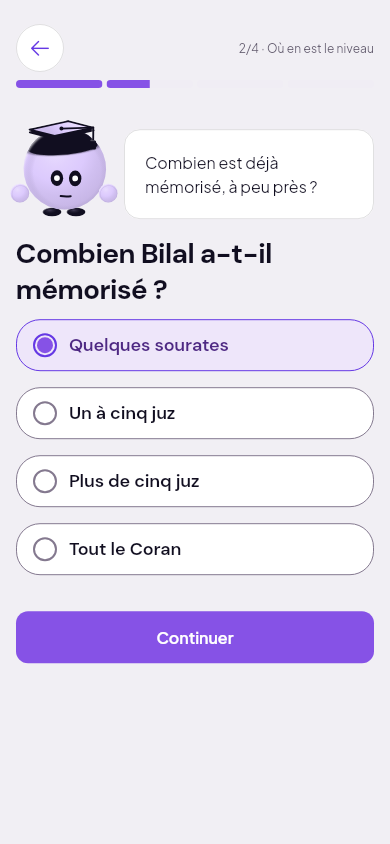 2/4 · Où en est le niveau
Combien est déjà
mémorisé, à peu près ?
Combien Bilal a-t-il
mémorisé ?
Quelques sourates
Un à cinq juz
Plus de cinq juz
Tout le Coran
Continuer